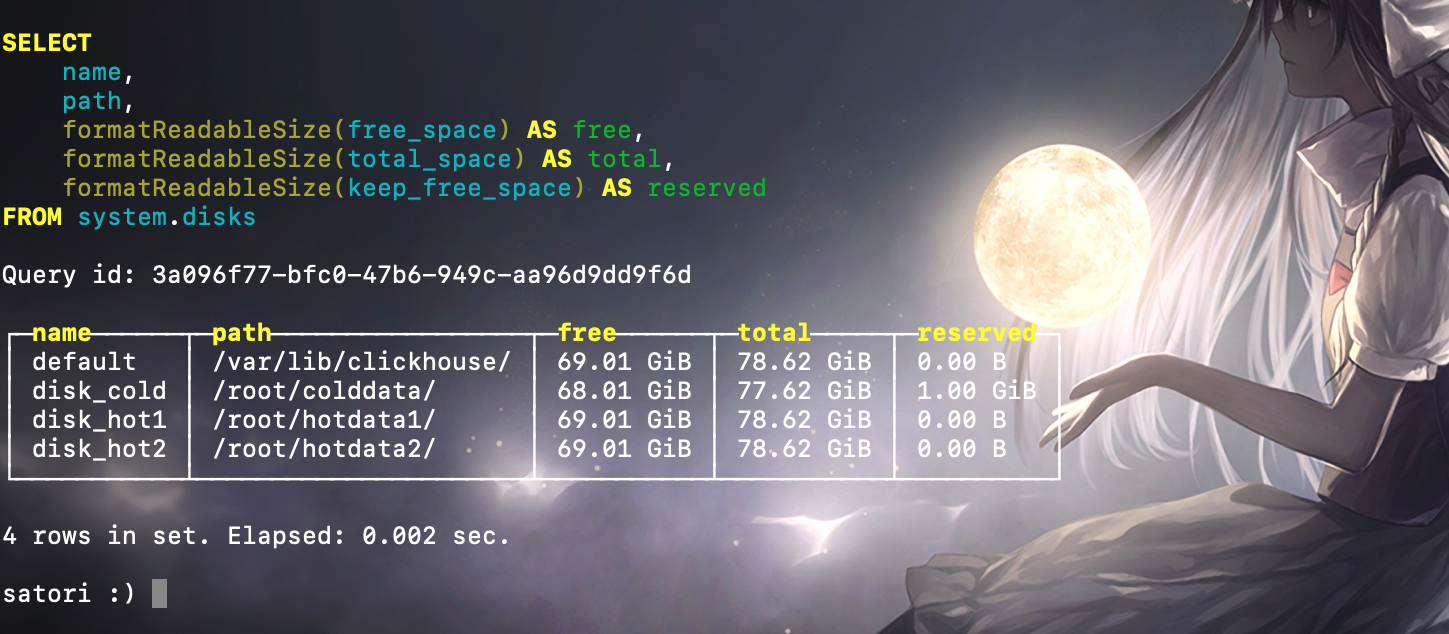 SELECT
    name,
    path,
    formatReadableSize(free_space) AS free,
    formatReadableSize(total_space) AS total,
    formatReadableSize(keep_free_space) AS reserved
FROM system.disks
Query id: 3a096f77-bfc0-47b6-949c-aa96d9dd9f6d
┌─name──────┬─path─────────────────┬─free──────┬─total─────┬─reserved─┐
│ default   │ /var/lib/clickhouse/ │ 69.01 GiB │ 78.62 GiB │ 0.00 B   │
│ disk_cold │ /root/colddata/      │ 68.01 GiB │ 77.62 GiB │ 1.00 GiB │
│ disk_hot1 │ /root/hotdata1/      │ 69.01 GiB │ 78.62 GiB │ 0.00 B   │
│ disk_hot2 │ /root/hotdata2/      │ 69.01 GiB │ 78.62 GiB │ 0.00 B   │
└───────────┴──────────────────────┴───────────┴───────────┴──────────┘
4 rows in set. Elapsed: 0.002 sec.
satori :)